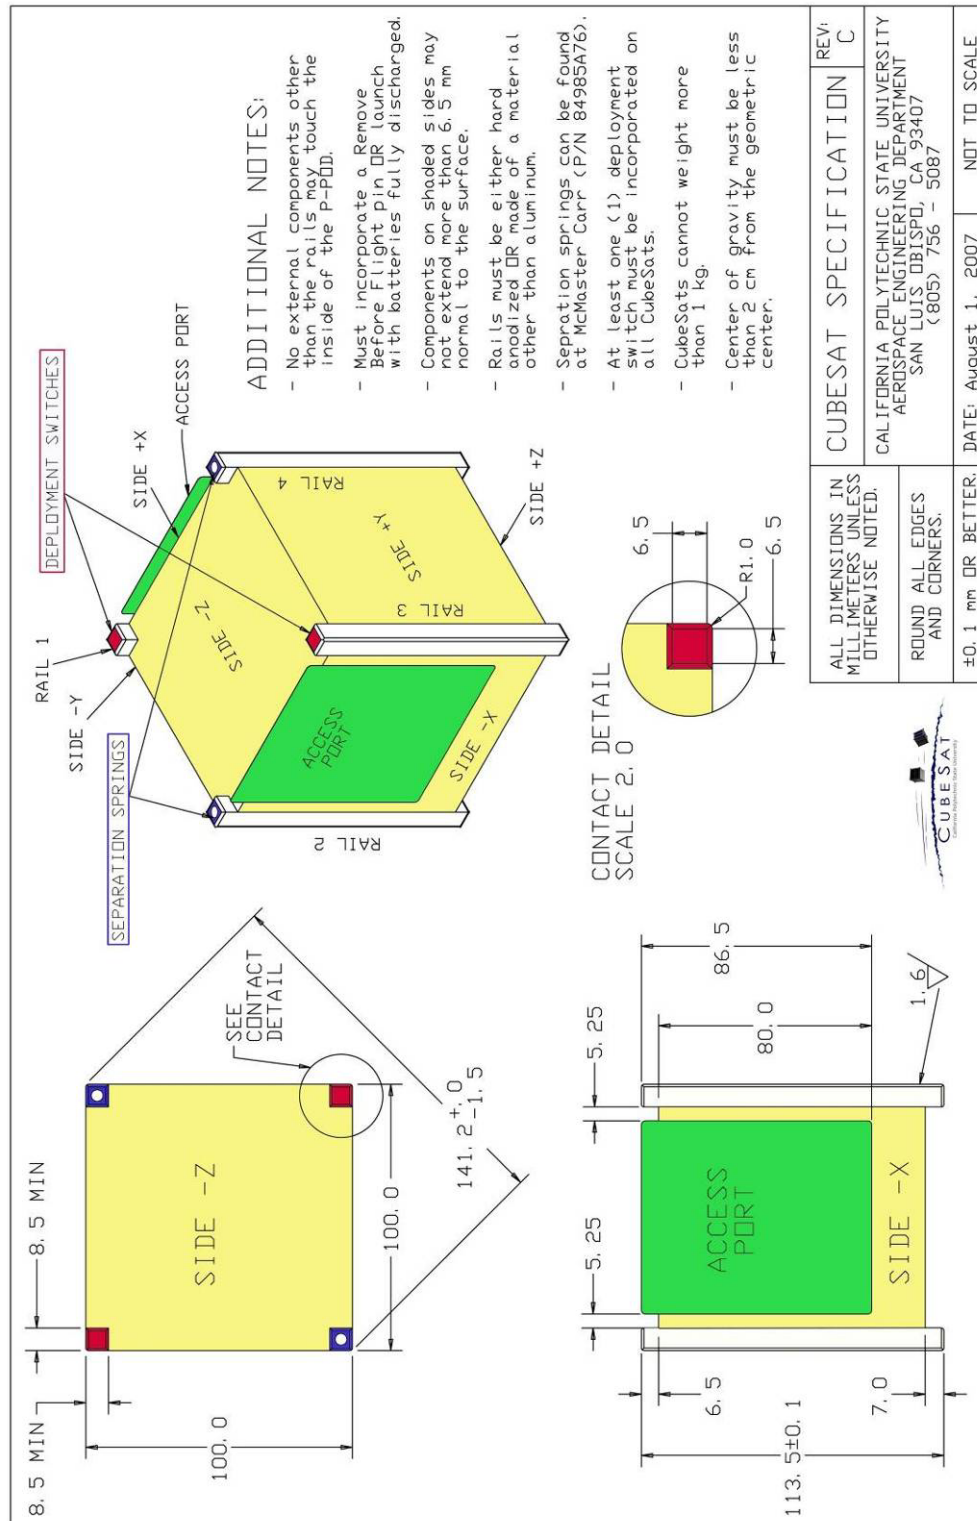 8.5 MIN
8.5 MIN
100.0
SIDE -Z
100.0
141.2 +.0
-1.5
SEE
CONTACT
DETAIL
SEPARATION SPRINGS
DEPLOYMENT SWITCHES
RAIL 1
SIDE -Y
SIDE +X
ACCESS PORT
SIDE -Z
RAIL 4
SIDE +Y
RAIL 3
RAIL 2
ACCESS
PORT
SIDE -X
SIDE +Z
ADDITIONAL NOTES:
- No external components other
than the rails may touch the
inside of the P-POD.
- Must incorporate a Remove
Before Flight pin OR launch
with batteries fully discharged.
- Components on shaded sides may
not extend more than 6.5 mm
normal to the surface.
- Rails must be either hard
anodized OR made of a material
other than aluminum.
- Sepration springs can be found
at McMaster Carr (P/N 84985A76).
- At least one (1) deployment
switch must be incorporated on
all CubeSats.
- CubeSats cannot weight more
than 1 kg.
- Center of gravity must be less
than 2 cm from the geometric
center.
5.25
5.25
6.5
113.5±0.1
7.0
ACCESS
PORT
SIDE -X
80.0
86.5
1.6
CONTACT DETAIL
SCALE 2.0
6.5
R1.0
6.5
CUBESAT
California Polytechnic State University
ALL DIMENSIONS IN
MILLIMETERS UNLESS
OTHERWISE NOTED.
ROUND ALL EDGES
AND CORNERS.
±0.1 mm OR BETTER.
CUBESAT SPECIFICATION
REV:
C
CALIFORNIA POLYTECHNIC STATE UNIVERSITY
AEROSPACE ENGINEERING DEPARTMENT
SAN LUIS OBISPO, CA 93407
(805) 756 - 5087
DATE: August 1, 2007
NOT TO SCALE